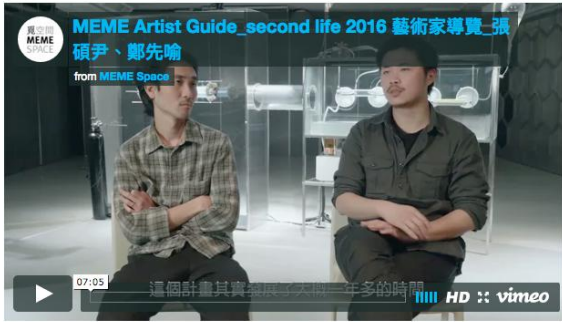 覓空間
MEME
SPACE
MEME Artist Guide_second life 2016 藝術家導覽_張
碩尹、鄭先喻
from MEME Space
07:05
這個計畫其實發展了大概一年多的時間
HD vimeo